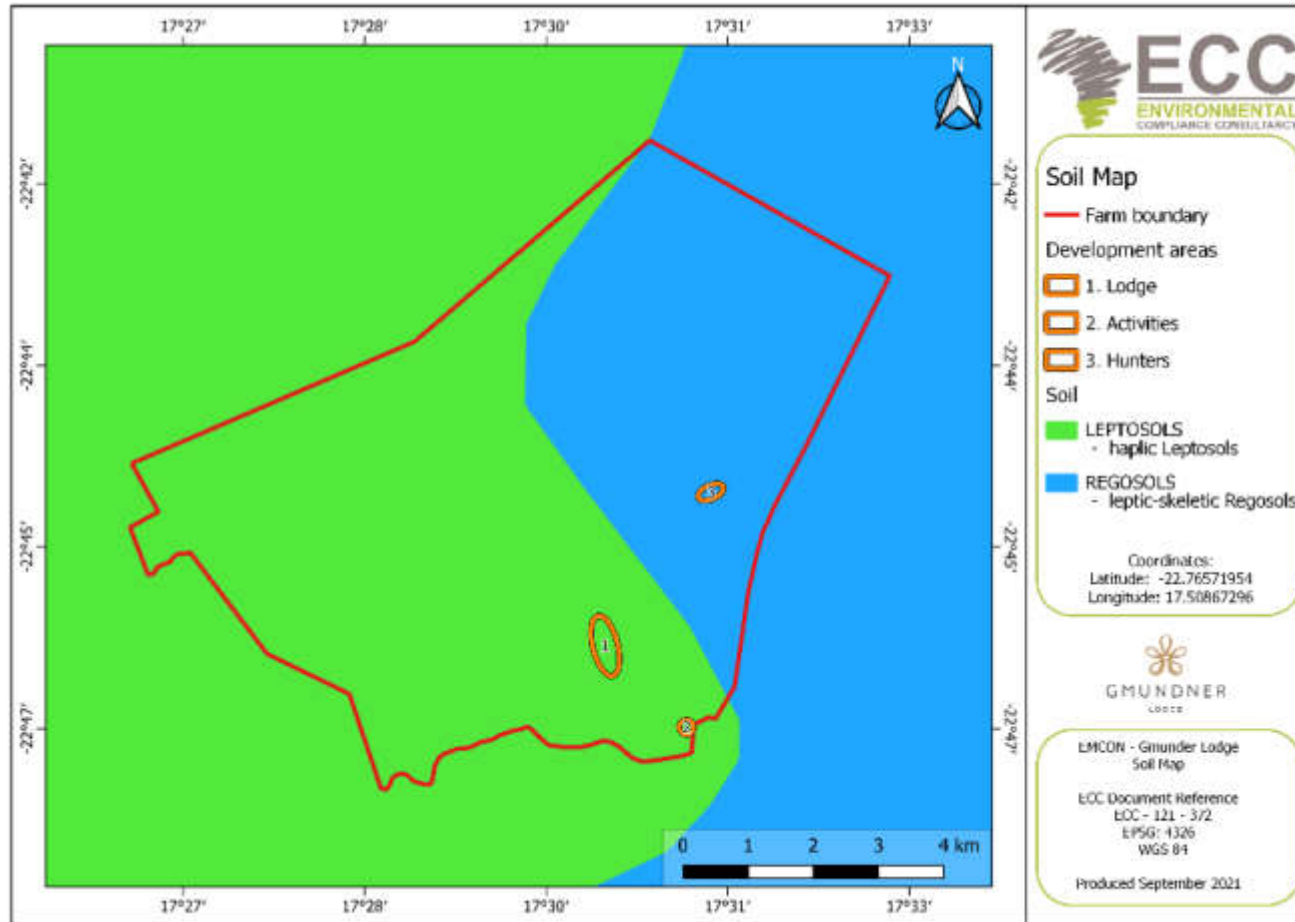 17°27' 17°28' 17°30' 17°31' 17°33'
N
-22°42' -22°42'
-22°44' -22°44'
-22°45' -22°45'
-22°47' -22°47'
3
1
2
0 1 2 3 4 km
17°27' 17°28' 17°30' 17°31' 17°33'
ECC
ENVIRONMENTAL
COMPLIANCE CONSULTANCY
Soil Map
Farm boundary
Development areas
1. Lodge
2. Activities
3. Hunters
Soil
LEPTOSOLS
- haplic Leptosols
REGOSOLS
- leptic-skeletic Regosols
Coordinates:
Latitude: -22.76571954
Longitude: 17.50867296
GMUNDNER
LODGE
EMCON - Gmunder Lodge
Soil Map
ECC Document Reference
ECC - 121 - 372
EPSG: 4326
WGS 84
Produced September 2021